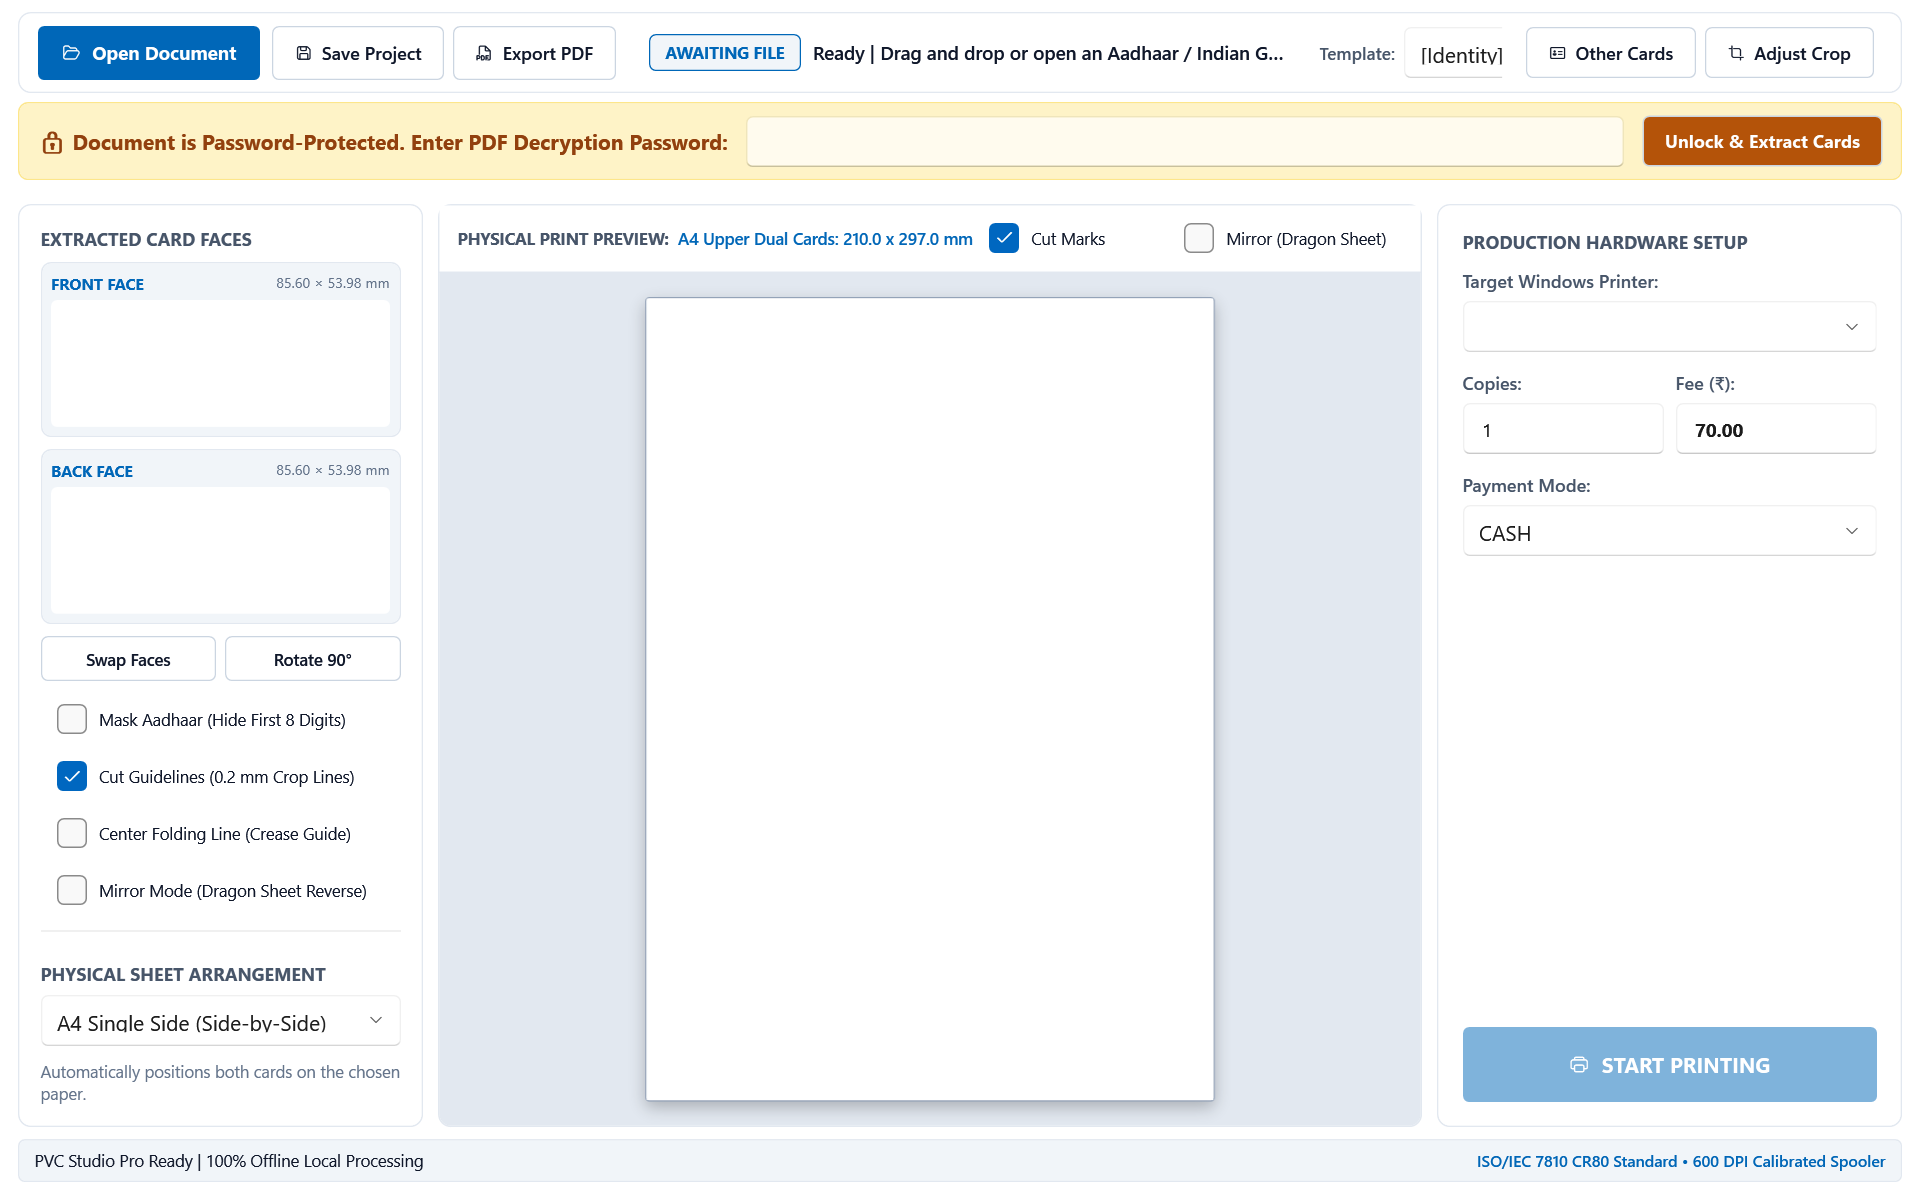 Open Document
Save Project
Export PDF
AWAITING FILE
Ready | Drag and drop or open an Aadhaar / Indian G...
Template:
[Identity]
Other Cards
Adjust Crop
Document is Password-Protected. Enter PDF Decryption Password:
Unlock & Extract Cards
EXTRACTED CARD FACES
FRONT FACE
85.60 × 53.98 mm
BACK FACE
85.60 × 53.98 mm
Swap Faces
Rotate 90°
Mask Aadhaar (Hide First 8 Digits)
Cut Guidelines (0.2 mm Crop Lines)
Center Folding Line (Crease Guide)
Mirror Mode (Dragon Sheet Reverse)
PHYSICAL SHEET ARRANGEMENT
A4 Single Side (Side-by-Side)
Automatically positions both cards on the chosen
paper.
PHYSICAL PRINT PREVIEW:
A4 Upper Dual Cards: 210.0 x 297.0 mm
Cut Marks
Mirror (Dragon Sheet)
PRODUCTION HARDWARE SETUP
Target Windows Printer:
Copies:
Fee (₹):
1
70.00
Payment Mode:
CASH
START PRINTING
PVC Studio Pro Ready | 100% Offline Local Processing
ISO/IEC 7810 CR80 Standard • 600 DPI Calibrated Spooler